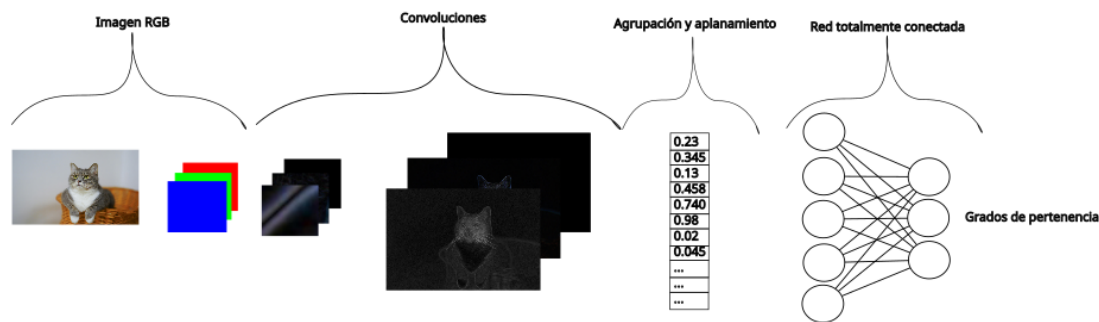 Imagen RGB
Convoluciones
Agrupación y aplanamiento
Red totalmente conectada
0.23
0.345
0.13
0.458
0.740
0.98
0.02
0.045
...
...
...
Grados de pertenencia